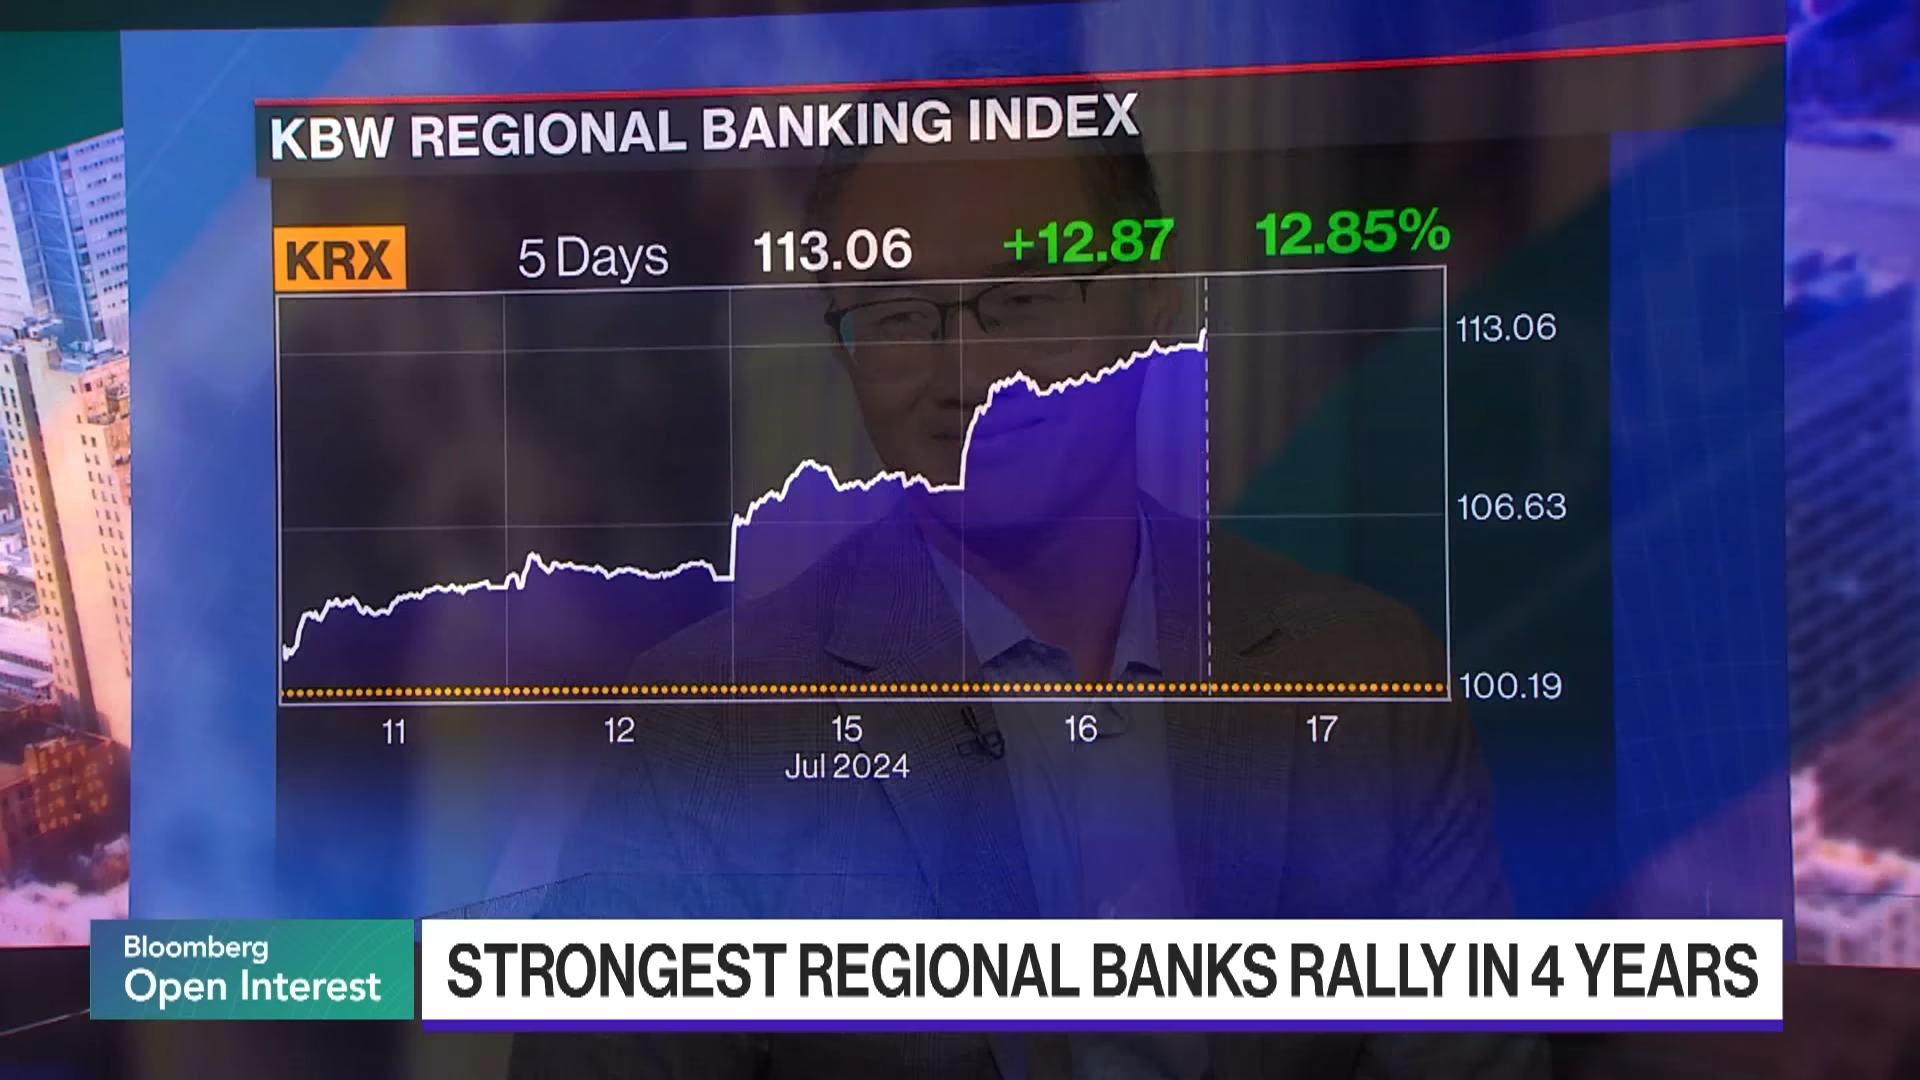 KBW REGIONAL BANKING INDEX
KRX 5 Days 113.06 +12.87 12.85%
113.06
106.63
100.19
11 12 15 16 17
Jul 2024
Bloomberg
Open Interest
STRONGEST REGIONAL BANKS RALLY IN 4 YEARS